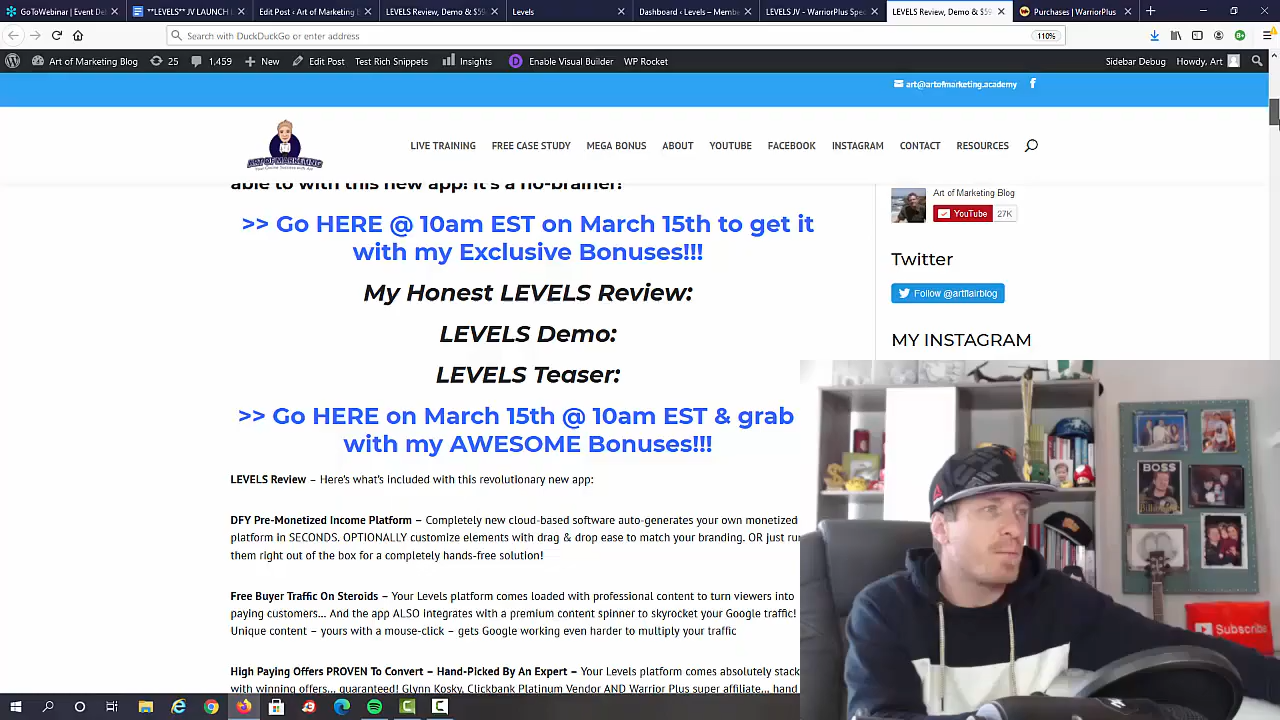 GoToWebinar | Event Del
**LEVELS** JV LAUNCH I
Edit Post ‹ Art of Marketing E
LEVELS Review, Demo & $59
Levels
Dashboard ‹ Levels – Memb
LEVELS JV – WarriorPlus Spec
LEVELS Review, Demo & $59
Purchases | WarriorPlus
Search with DuckDuckGo or enter address
110%
Art of Marketing Blog
25
1,459
New
Edit Post
Test Rich Snippets
Insights
Enable Visual Builder
WP Rocket
Sidebar Debug
Howdy, Art
art@artofmarketing.academy
ART OF MARKETING
LIVE TRAINING
FREE CASE STUDY
MEGA BONUS
ABOUT
YOUTUBE
FACEBOOK
INSTAGRAM
CONTACT
RESOURCES
able to with this new app! It's a no-brainer!
>> Go HERE @ 10am EST on March 15th to get it
with my Exclusive Bonuses!!!
My Honest LEVELS Review:
LEVELS Demo:
LEVELS Teaser:
>> Go HERE on March 15th @ 10am EST & grab
with my AWESOME Bonuses!!!
LEVELS Review – Here's what's included with this revolutionary new app:
DFY Pre-Monetized Income Platform – Completely new cloud-based software auto-generates your own monetized
platform in SECONDS. OPTIONALLY customize elements with drag & drop ease to match your branding. OR just run
them right out of the box for a completely hands-free solution!
Free Buyer Traffic On Steroids – Your Levels platform comes loaded with professional content to turn viewers into
paying customers... And the app ALSO integrates with a premium content spinner to skyrocket your Google traffic!
Unique content – yours with a mouse-click – gets Google working even harder to multiply your traffic
High Paying Offers PROVEN To Convert – Hand-Picked By An Expert – Your Levels platform comes absolutely stack
with winning offers... guaranteed! Glynn Kosky, Clickbank Platinum Vendor AND Warrior Plus super affiliate... hand
Art of Marketing Blog
YouTube
27K
Twitter
Follow @artflairblog
MY INSTAGRAM
BOSS
Subscribe